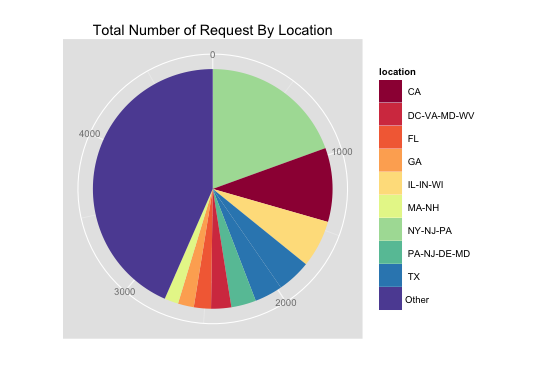 Total Number of Request By Location
0
1000
2000
3000
4000
location
CA
DC-VA-MD-WV
FL
GA
IL-IN-WI
MA-NH
NY-NJ-PA
PA-NJ-DE-MD
TX
Other